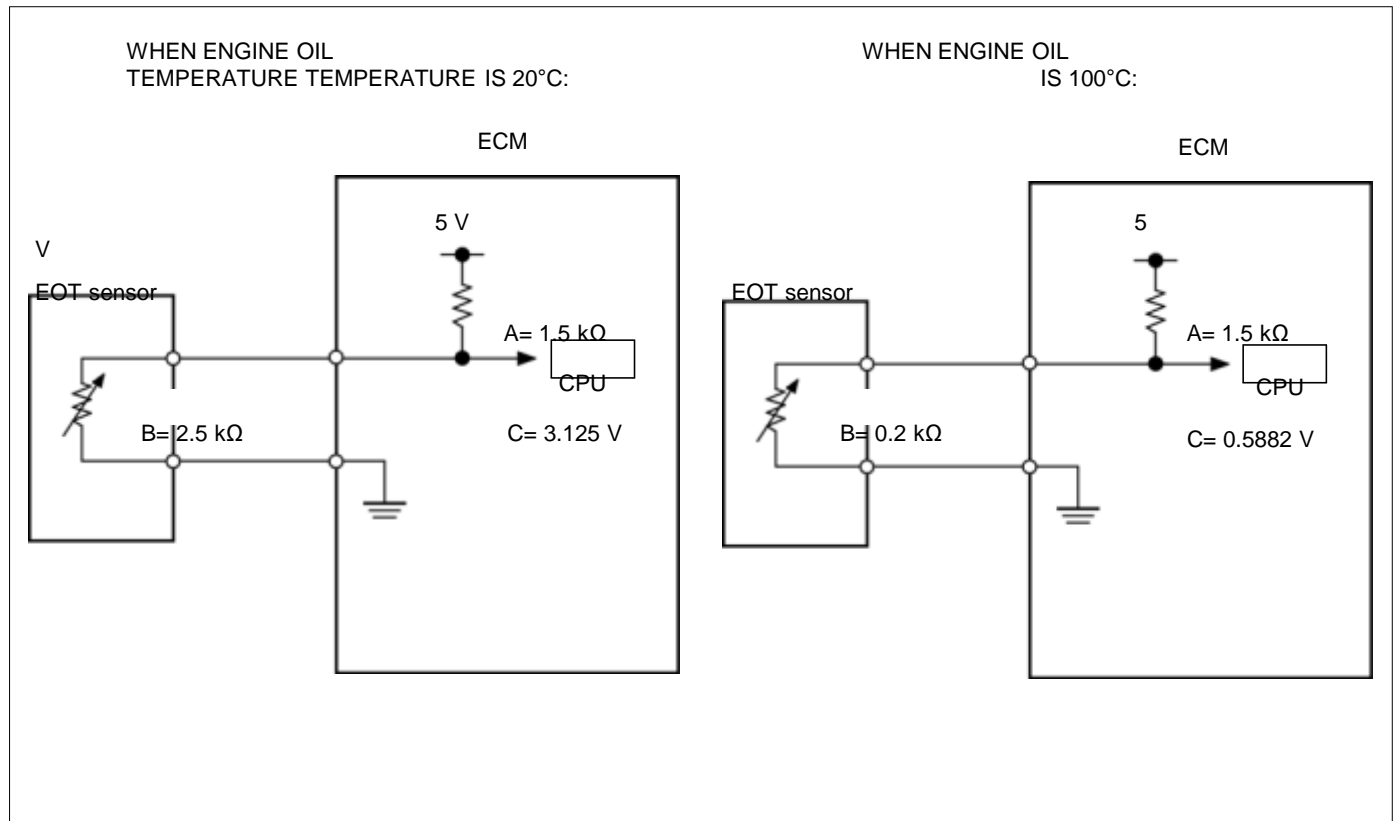 WHEN ENGINE OIL
TEMPERATURE TEMPERATURE IS 20°C:
ECM
5 V
V
EOT sensor
A= 1.5 kΩ
CPU
B= 2.5 kΩ
C= 3.125 V
WHEN ENGINE OIL
IS 100°C:
ECM
5
EOT sensor
A= 1.5 kΩ
CPU
B= 0.2 kΩ
C= 0.5882 V